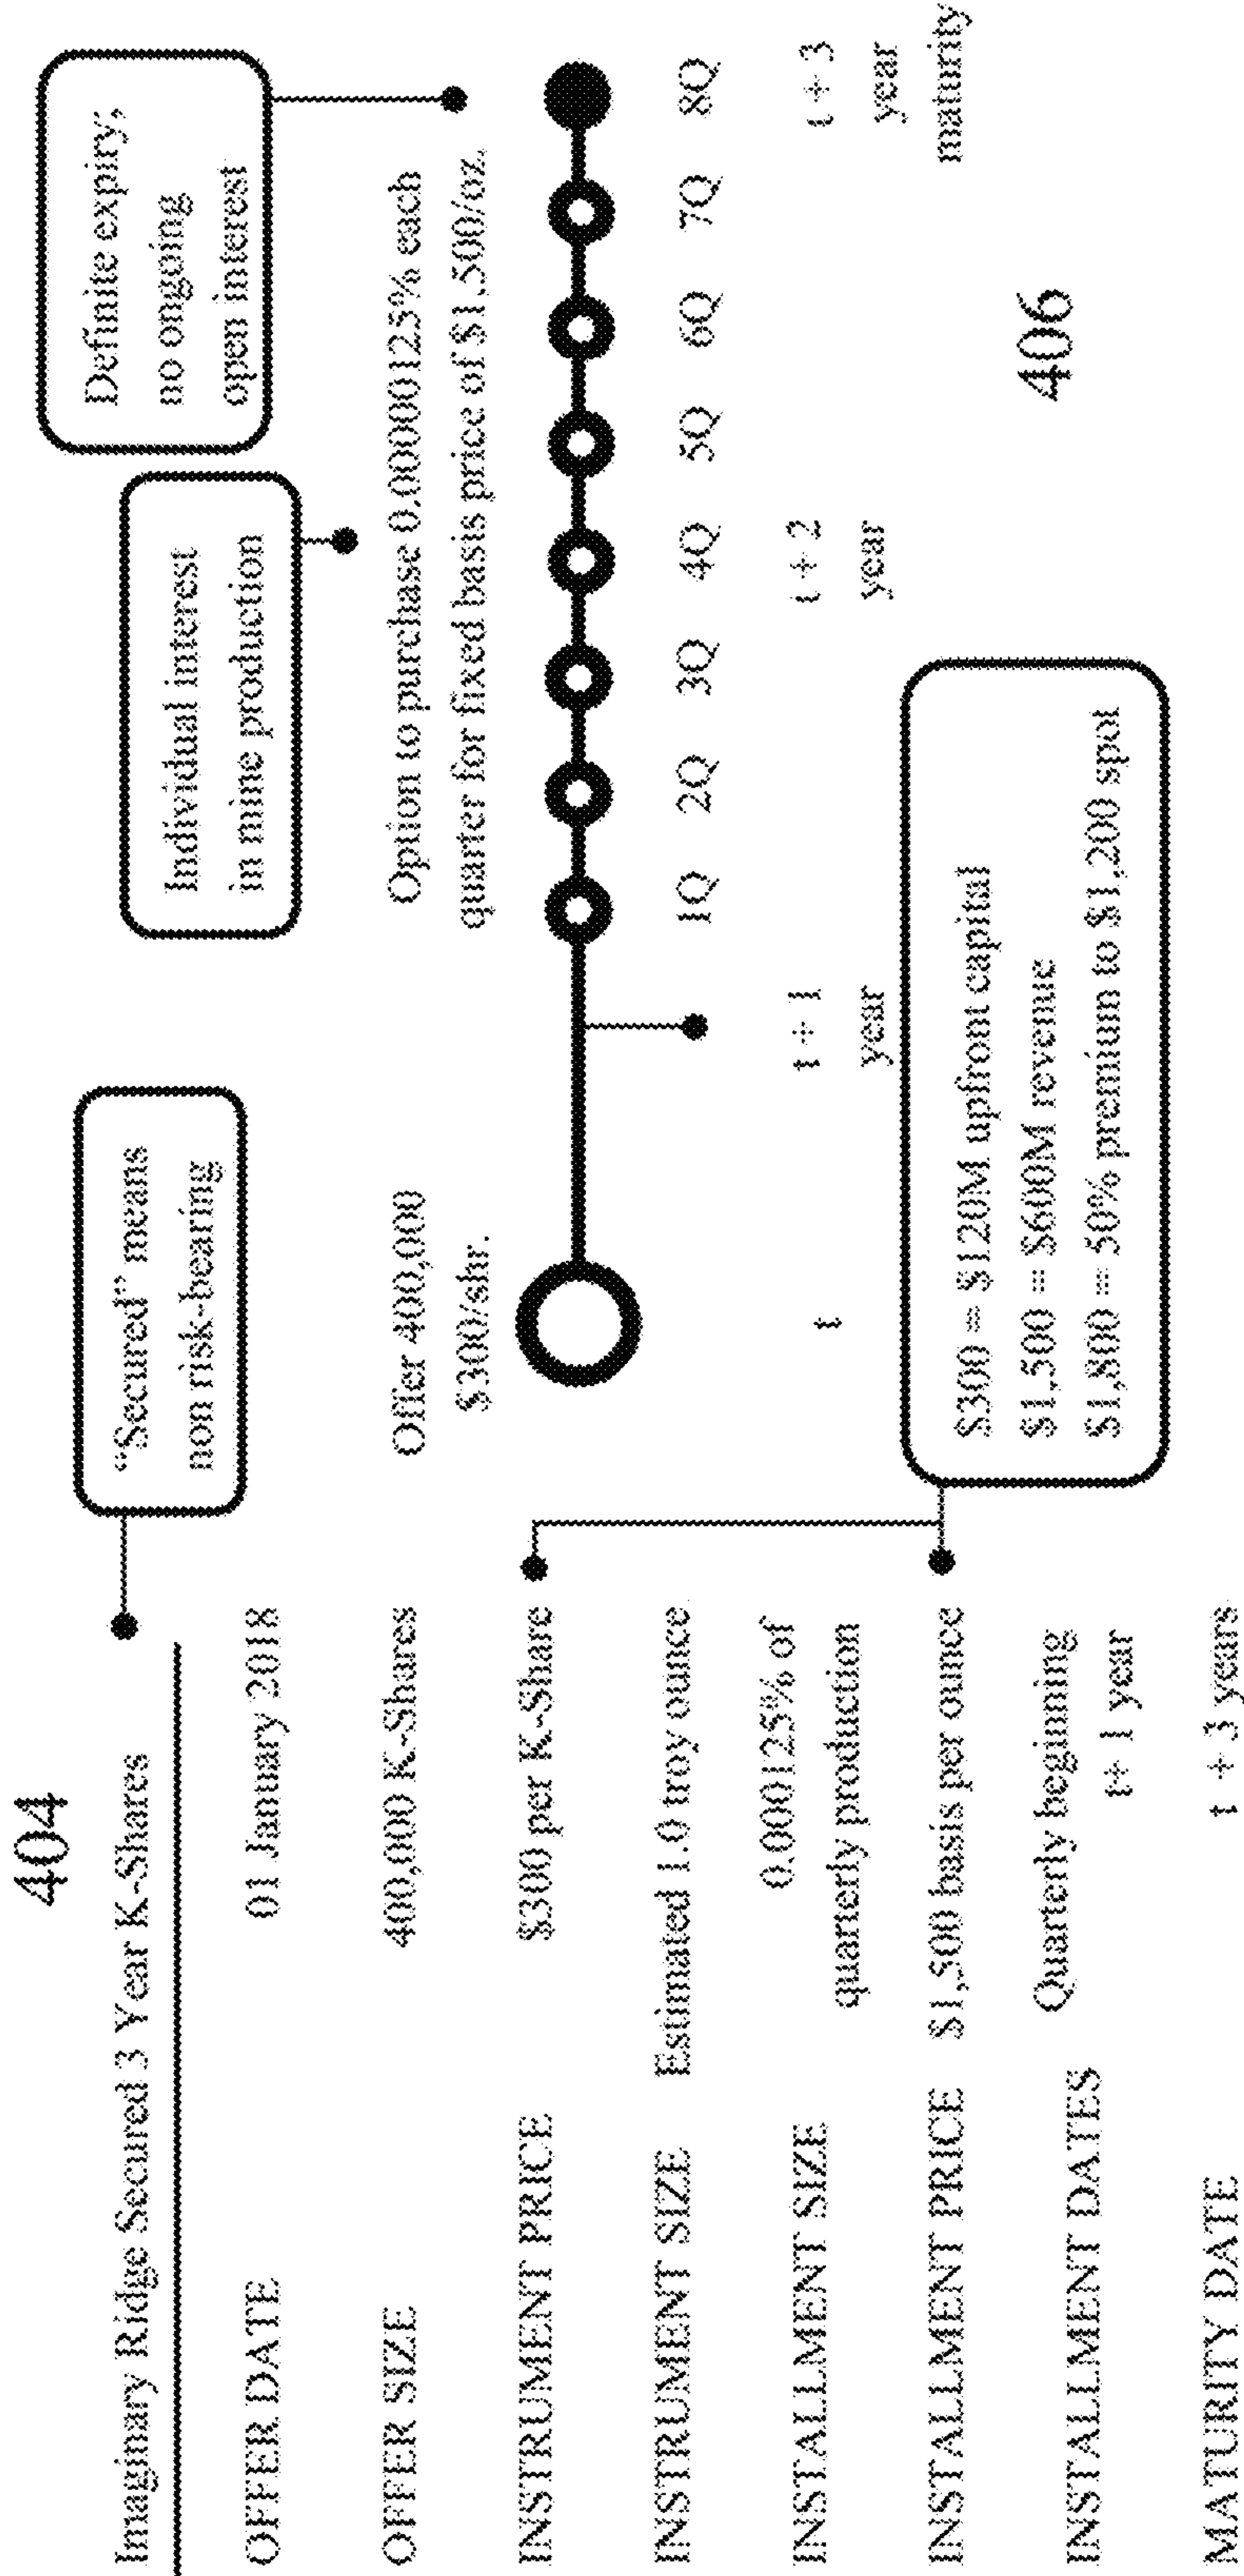 404
Imaginary Ridge Secured 3 Year K-Shares
OFFER DATE 01 January 2018
OFFER SIZE 400,000 K-Shares
INSTRUMENT PRICE $300 per K-Share
INSTRUMENT SIZE Estimated 1.0 troy ounce
INSTALLMENT SIZE 0.000125% of
quarterly production
INSTALLMENT PRICE $1,500 basis per ounce
INSTALLMENT DATES Quarterly beginning
t+ 1 year
MATURITY DATE t + 3 years
“Secured” means
non risk-bearing
Individual interest
in mine production
Definite expiry;
no ongoing
open interest
Offer 400,000
$300/shr.
Option to purchase 0.0000125% each
quarter for fixed basis price of $1,500/oz.
1Q 2Q 3Q 4Q 5Q 6Q 7Q 8Q
t
t + 1
year
t + 2
year
t + 3
year
maturity
$300 = $120M upfront capital
$1,500 = $600M revenue
$1,800 = 50% premium to $1,200 spot
406